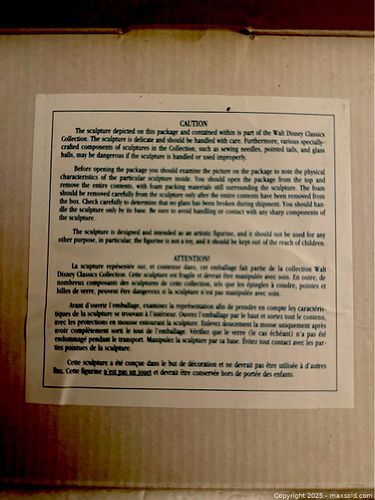 CAUTION
The sculpture depicted on this package and contained within is part of the Walt Disney Classics
Collection. The sculpture is delicate and should be handled with care. Furthermore, various specially-
crafted components of sculptures in the Collection, such as sewing needles, pointed tails, and glass
balls, may be dangerous if the sculpture is handled or used improperly.
Before opening the package you should examine the picture on the package to note the physical
characteristics of the particular sculpture inside. You should open the package from the top and
remove the entire contents, with foam packing materials still surrounding the sculpture. The foam
should be removed carefully from the sculpture only after the entire contents have been removed from
the box. Check carefully to determine that no glass has been broken during shipment. You should han-
dle the sculpture only by its base. Be sure to avoid handling or contact with any sharp components of
the sculpture.
The sculpture is designed and intended as an artistic figurine, and it should not be used for any
other purpose, in particular, the figurine is not a toy, and it should be kept out of the reach of children.
ATTENTION!
La scupture représentée sur, et contenue dans, cet emballage fait partie de la collection Walt
Disney Classics Collection. Cette sculpture est fragile et devrait être manipulée avec soin. En outre, de
nombreux composants des sculptures de cette collection, tels que les épingles à coudre, pointes et
billes de verre, peuvent être dangereux si la sculpture n'est pas manipulée avec soin.
Avant d'ouvrir l'emballage, examinez la représentation afin de prendre en compte les caractéris-
tiques de la sculpture se trouvant à l'intérieur. Ouvrez l'emballage par le haut et sortez tout le contenu,
avec les protections en mousse entourant la sculpture. Enlevez doucement la mousse uniquement après
avoir complètement sorti le tout de l'emballage. Vérifiez que le verre (le cas échéant) n'a pas été
endommagé pendant le transport. Manipulez la sculpture par sa base. Évitez tout contact avec les par-
ties pointues de la sculpture.
Cette sculpture a été conçue dans le but de décoration et ne devrait pas être utilisée à d'autres
fins. Cette figurine n'est pas un jouet et devrait être conservée hors de portée des enfants.
Copyright 2025 - maxsold.com